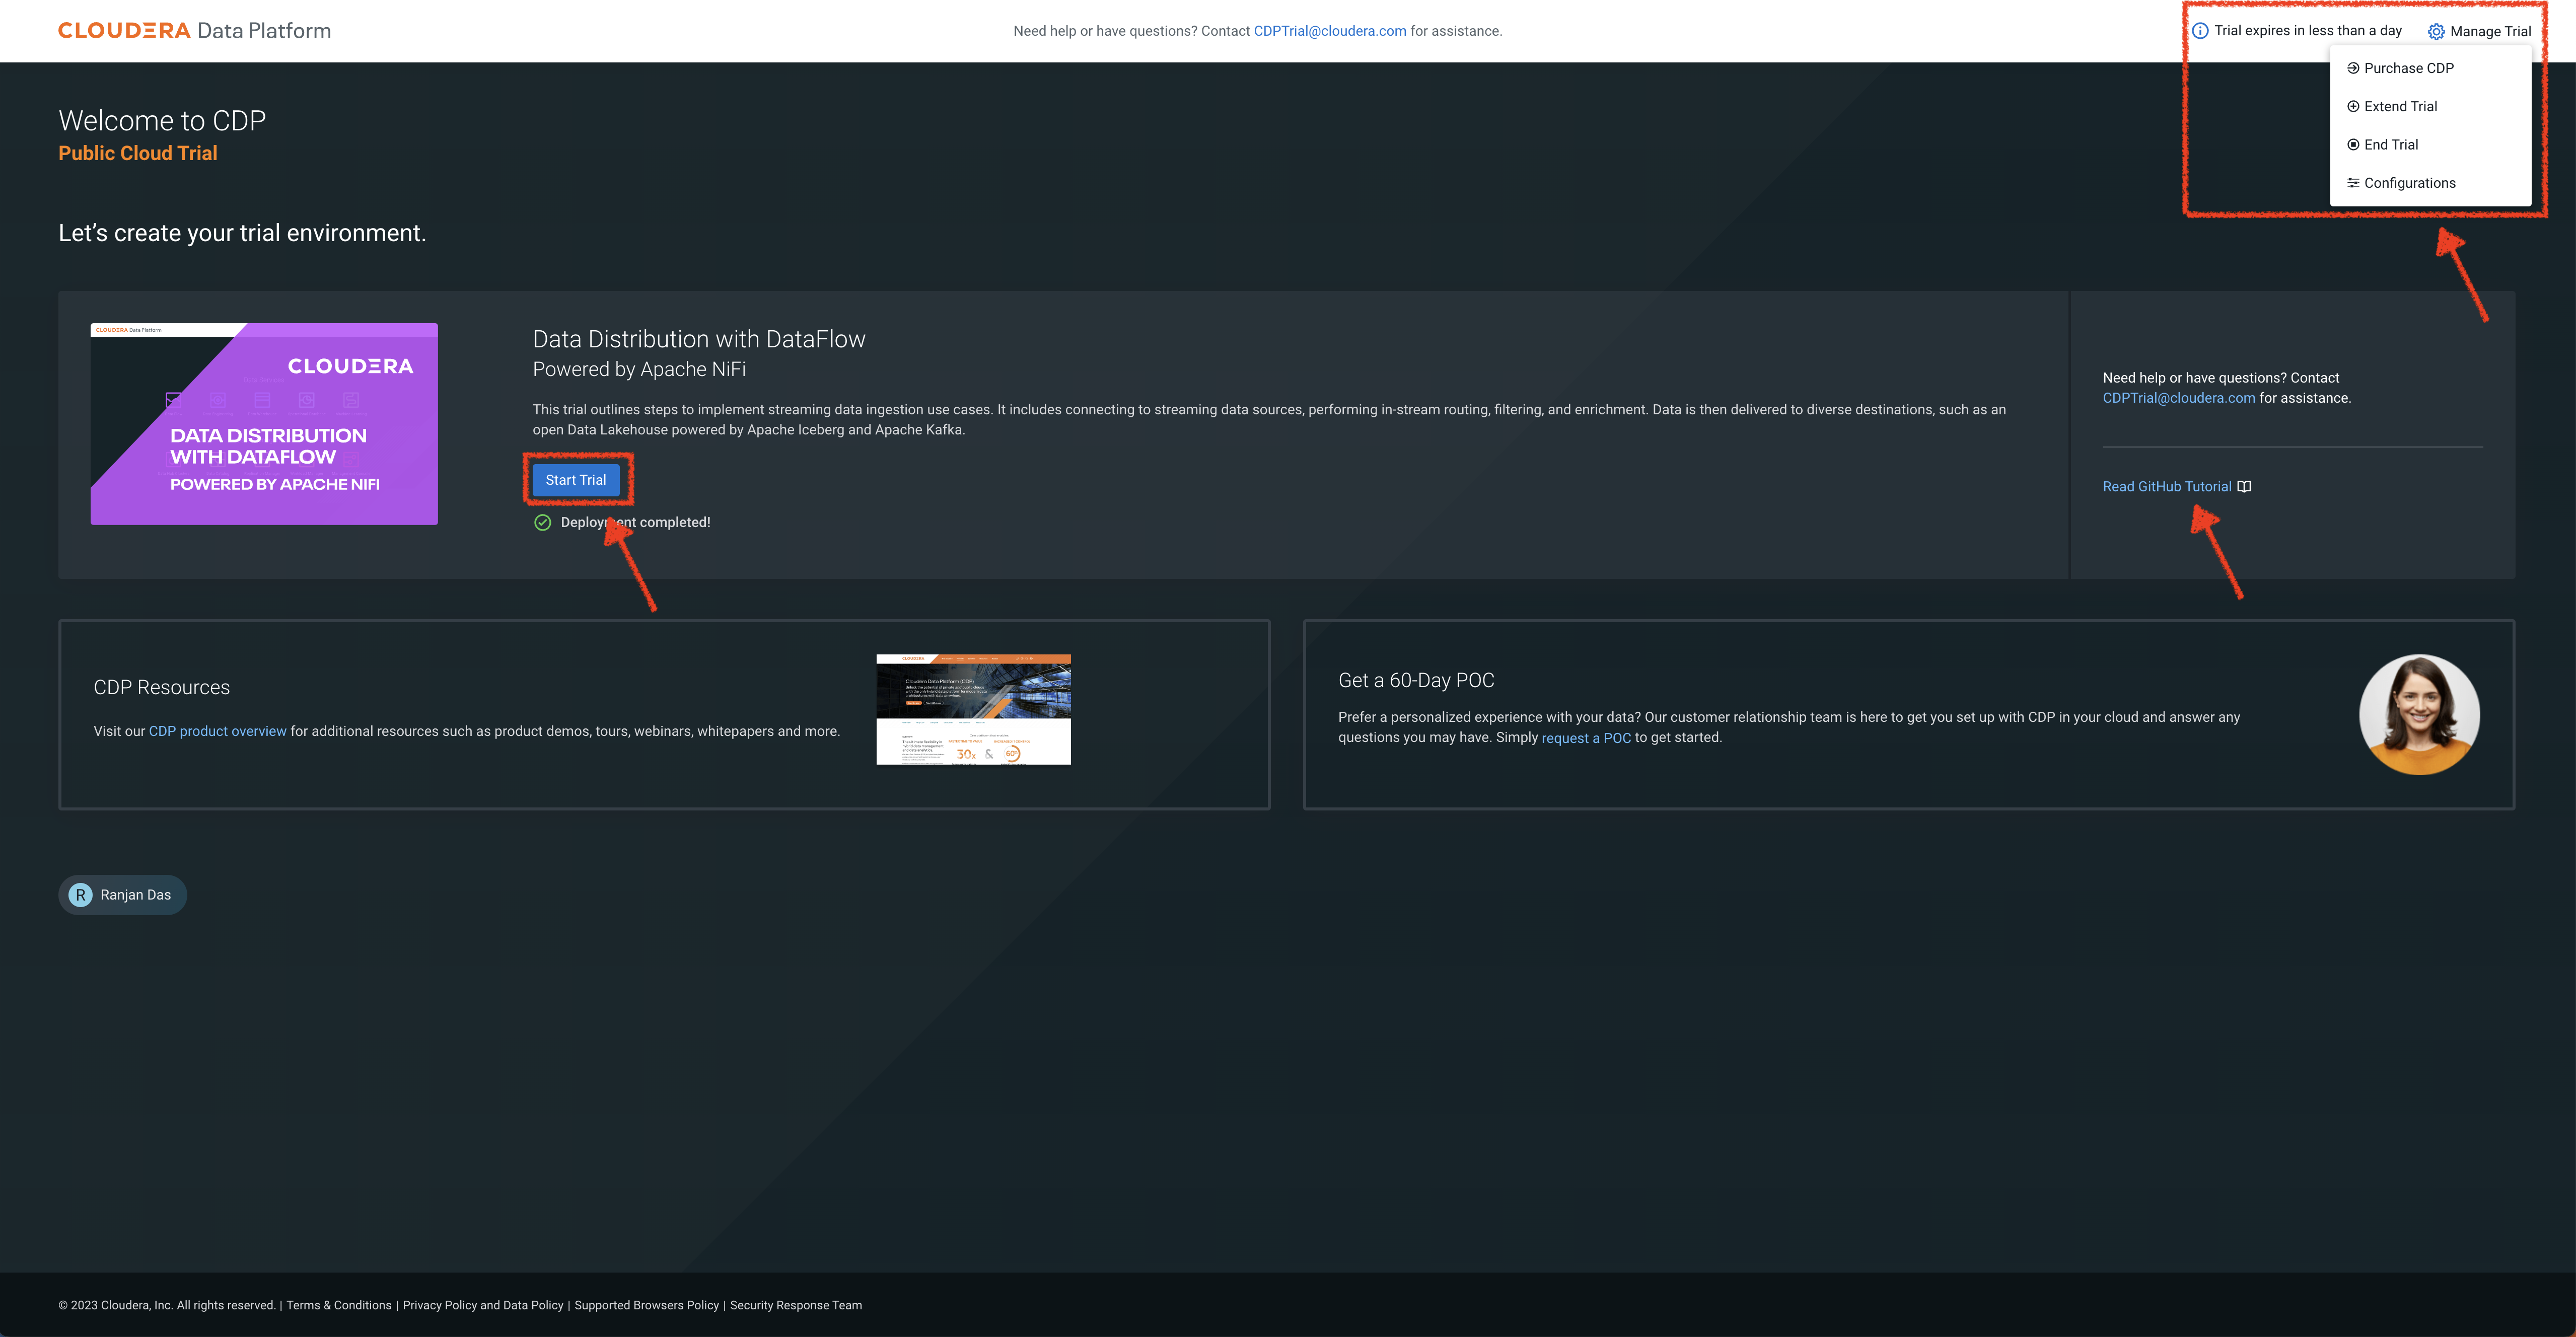 CLOUDERA Data Platform
Need help or have questions? Contact CDPTrial@cloudera.com for assistance.
Trial expires in less than a day
Manage Trial
Purchase CDP
Extend Trial
End Trial
Configurations
Welcome to CDP
Public Cloud Trial
Let's create your trial environment.
CLOUDERA Data Platform
CLOUDERA
DATA DISTRIBUTION
WITH DATAFLOW
POWERED BY APACHE NIFI
Data Distribution with DataFlow
Powered by Apache NiFi
This trial outlines steps to implement streaming data ingestion use cases. It includes connecting to streaming data sources, performing in-stream routing, filtering, and enrichment. Data is then delivered to diverse destinations, such as an
open Data Lakehouse powered by Apache Iceberg and Apache Kafka.
Start Trial
Deployment completed!
Need help or have questions? Contact
CDPTrial@cloudera.com for assistance.
Read GitHub Tutorial
CDP Resources
Visit our CDP product overview for additional resources such as product demos, tours, webinars, whitepapers and more.
CLOUDERA
Cloudera Data Platform (CDP)
30x & 60%
Get a 60-Day POC
Prefer a personalized experience with your data? Our customer relationship team is here to get you set up with CDP in your cloud and answer any
questions you may have. Simply request a POC to get started.
R Ranjan Das
© 2023 Cloudera, Inc. All rights reserved. | Terms & Conditions | Privacy Policy and Data Policy | Supported Browsers Policy | Security Response Team